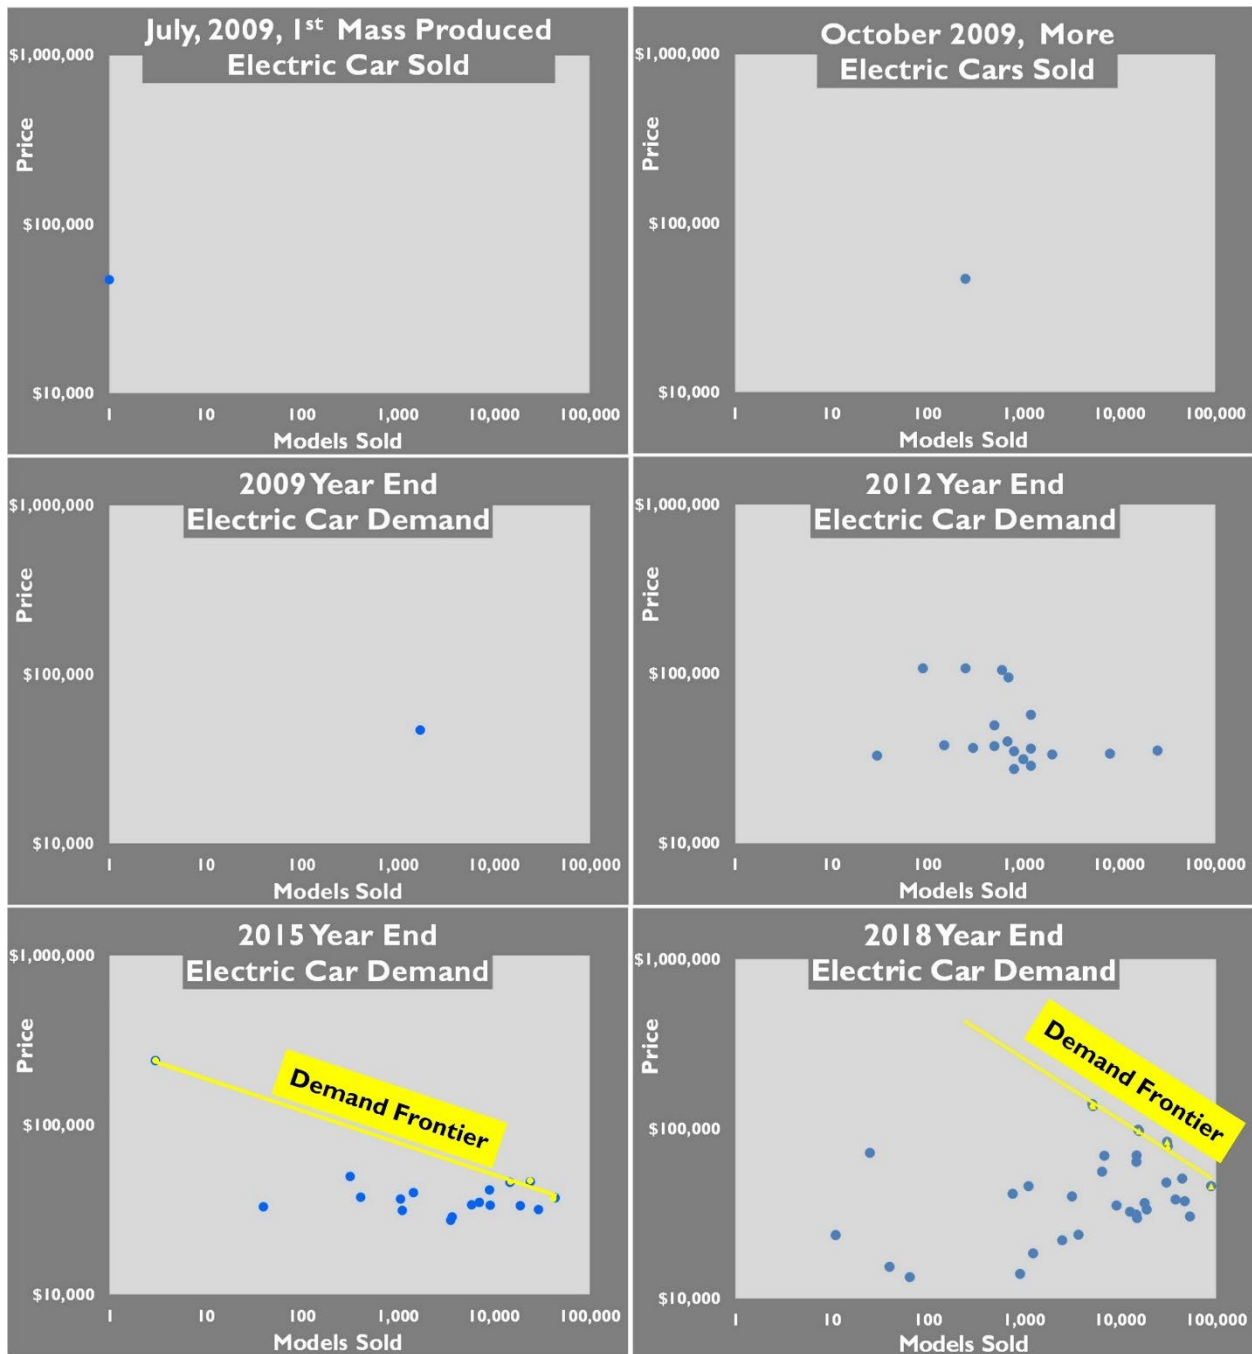 July, 2009, 1st Mass Produced
Electric Car Sold
$1,000,000
Price
$100,000
$10,000
1 10 100 1,000 10,000 100,000
Models Sold
October 2009, More
Electric Cars Sold
$1,000,000
Price
$100,000
$10,000
1 10 100 1,000 10,000 100,000
Models Sold
2009 Year End
Electric Car Demand
$1,000,000
Price
$100,000
$10,000
1 10 100 1,000 10,000 100,000
Models Sold
2012 Year End
Electric Car Demand
$1,000,000
Price
$100,000
$10,000
1 10 100 1,000 10,000 100,000
Models Sold
2015 Year End
Electric Car Demand
$1,000,000
Price
Demand Frontier
$100,000
$10,000
1 10 100 1,000 10,000 100,000
Models Sold
2018 Year End
Electric Car Demand
$1,000,000
Price
Demand Frontier
$100,000
$10,000
1 10 100 1,000 10,000 100,000
Models Sold